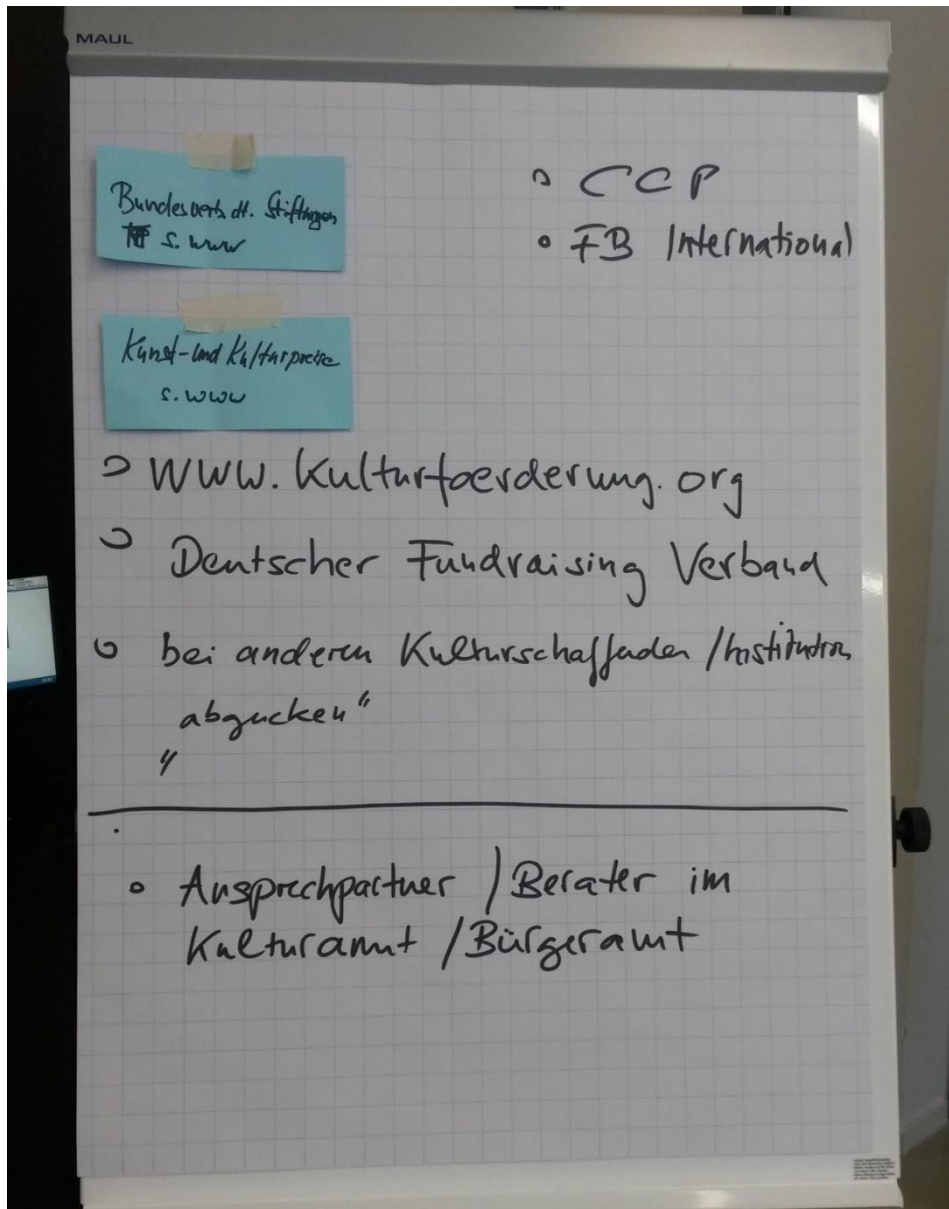 MAUL
Bundesverb dt. Stiftungen
s. www
Kunst- und Kulturpreise
s. www
° CCP
° FB International
° www.kulturfoerderung.org
° Deutscher Fundraising Verband
° bei anderen Kulturschaffenden / Institution
„abgucken“
° Ansprechpartner / Berater im
Kulturamt / Bürgeramt